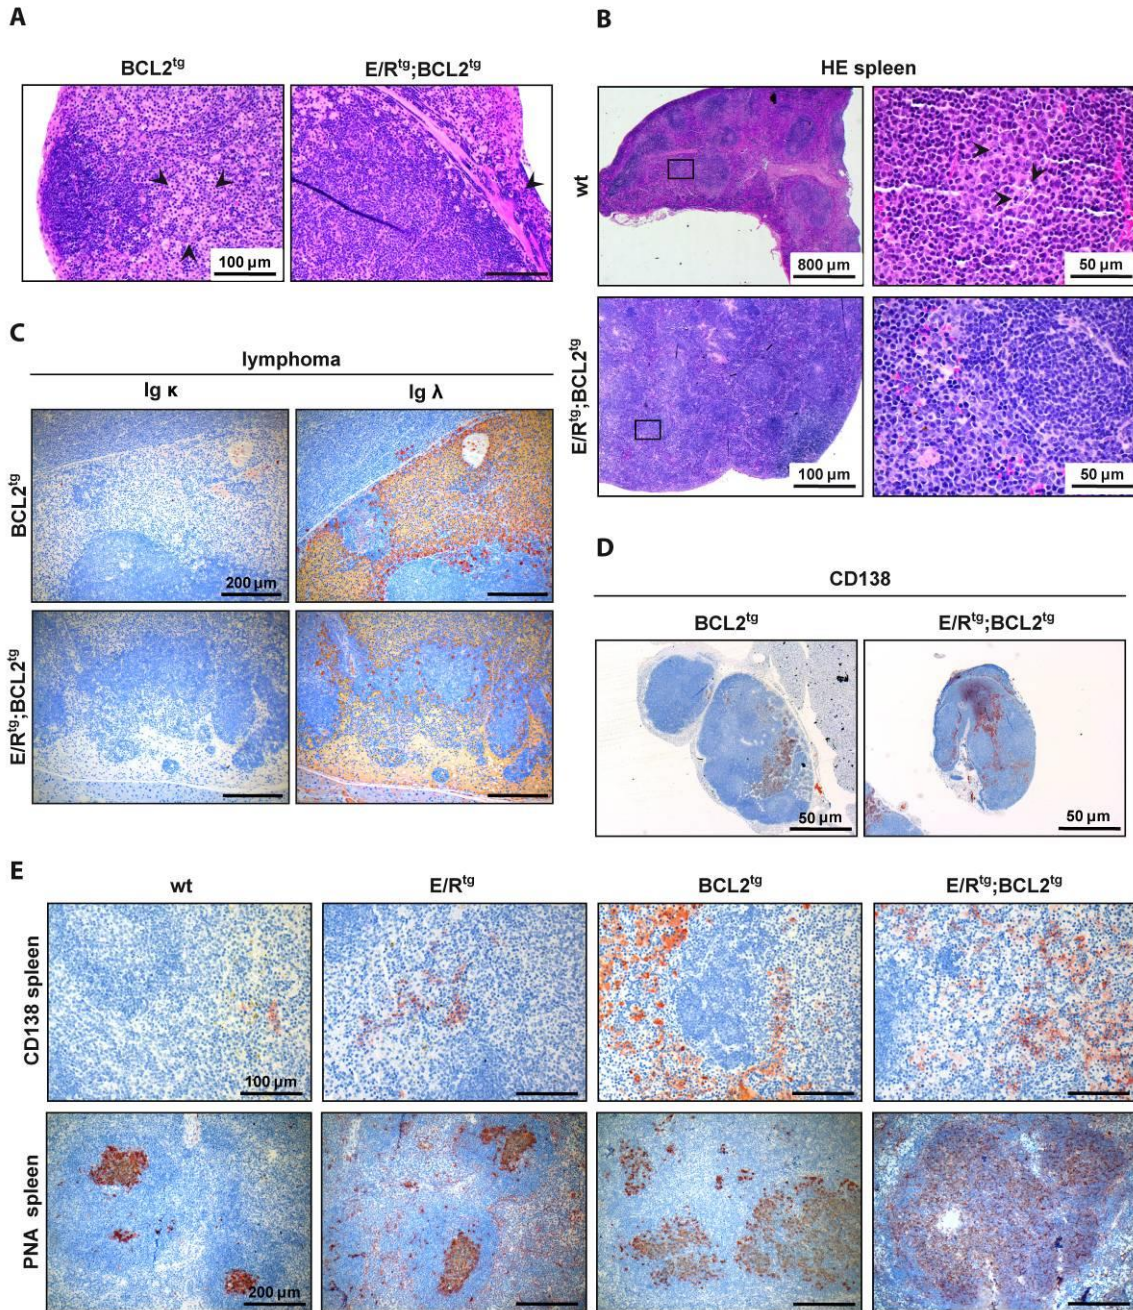 A
BCL2tg
E/Rtg;BCL2tg
100 µm
B
HE spleen
wt
800 µm
50 µm
E/Rtg;BCL2tg
100 µm
50 µm
C
lymphoma
Ig κ
Ig λ
BCL2tg
200 µm
E/Rtg;BCL2tg
D
CD138
BCL2tg
E/Rtg;BCL2tg
50 µm
50 µm
E
wt
E/Rtg
BCL2tg
E/Rtg;BCL2tg
CD138 spleen
100 µm
PNA spleen
200 µm